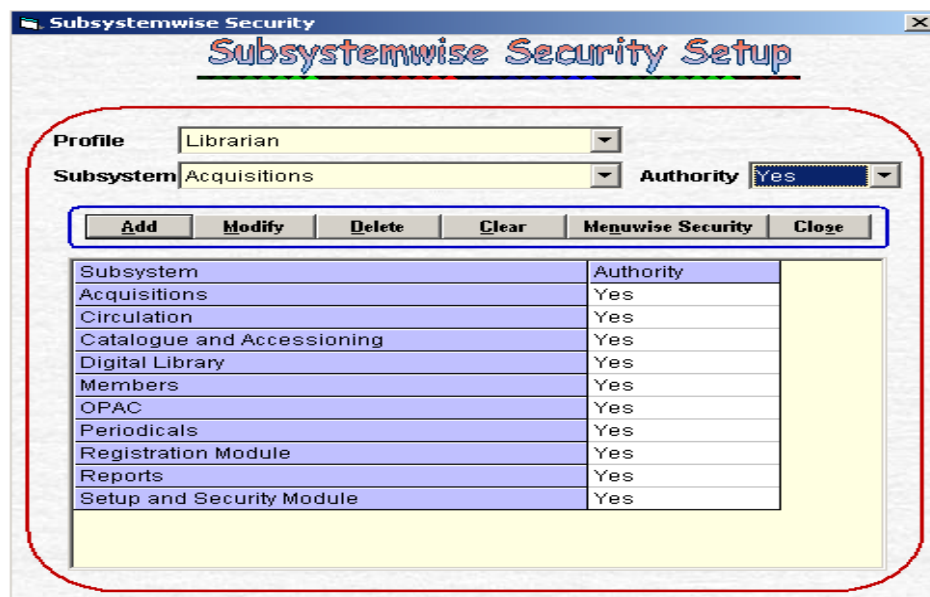 Subsystemwise Security
Subsystemwise Security Setup
Profile Librarian
Subsystem Acquisitions Authority Yes
Add Modify Delete Clear Menuwise Security Close
Subsystem Authority
Acquisitions Yes
Circulation Yes
Catalogue and Accessioning Yes
Digital Library Yes
Members Yes
OPAC Yes
Periodicals Yes
Registration Module Yes
Reports Yes
Setup and Security Module Yes